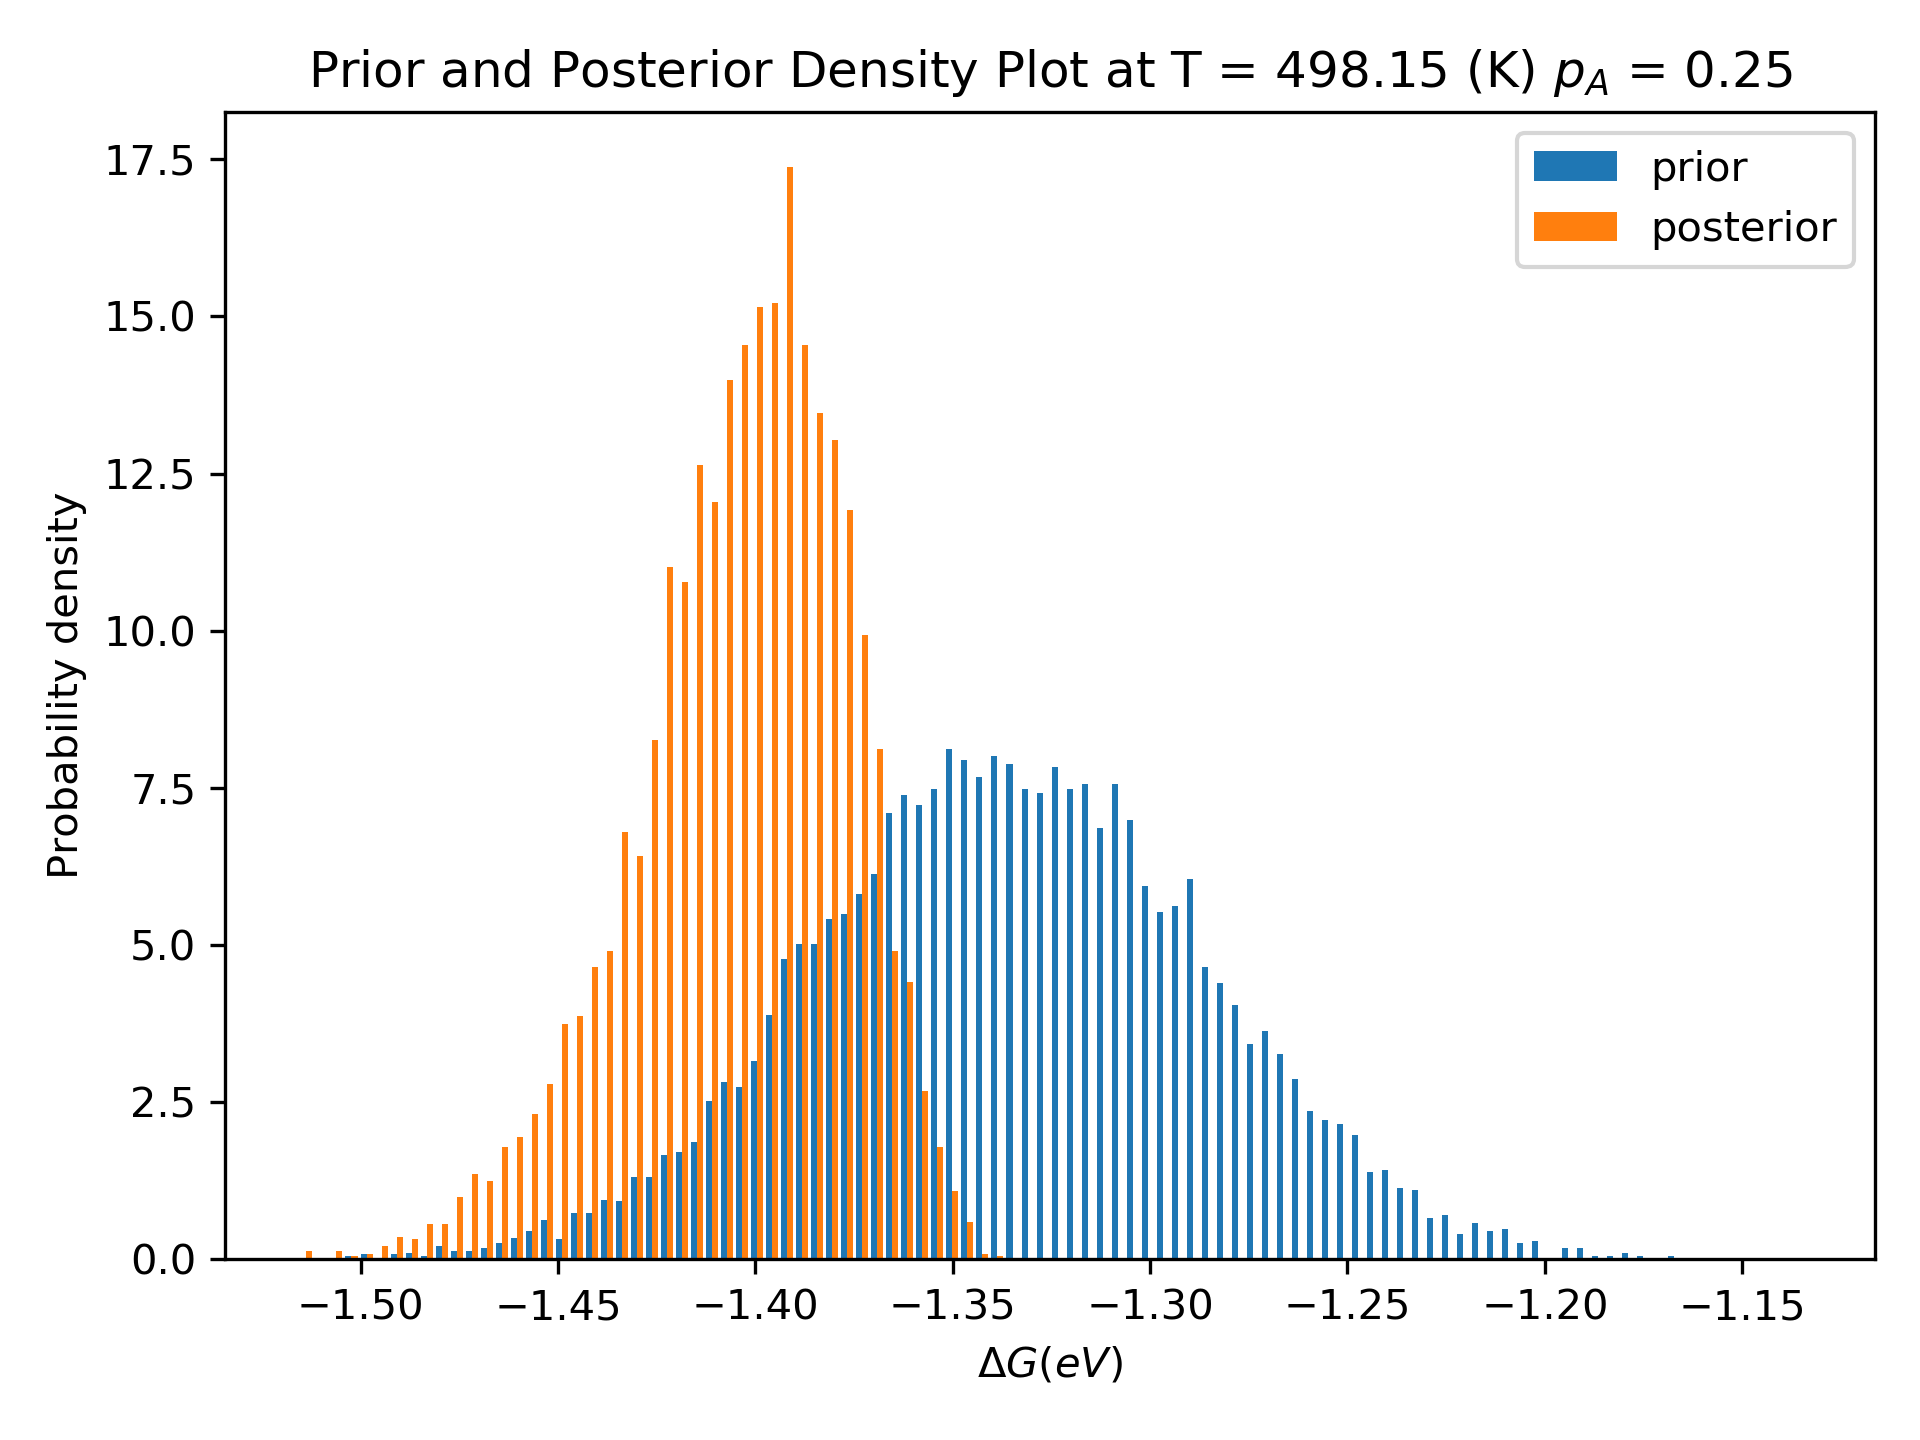 Prior and Posterior Density Plot at T = 498.15 (K) p_A = 0.25
prior
posterior
17.5
15.0
12.5
10.0
7.5
5.0
2.5
0.0
Probability density
−1.50 −1.45 −1.40 −1.35 −1.30 −1.25 −1.20 −1.15
ΔG(eV)